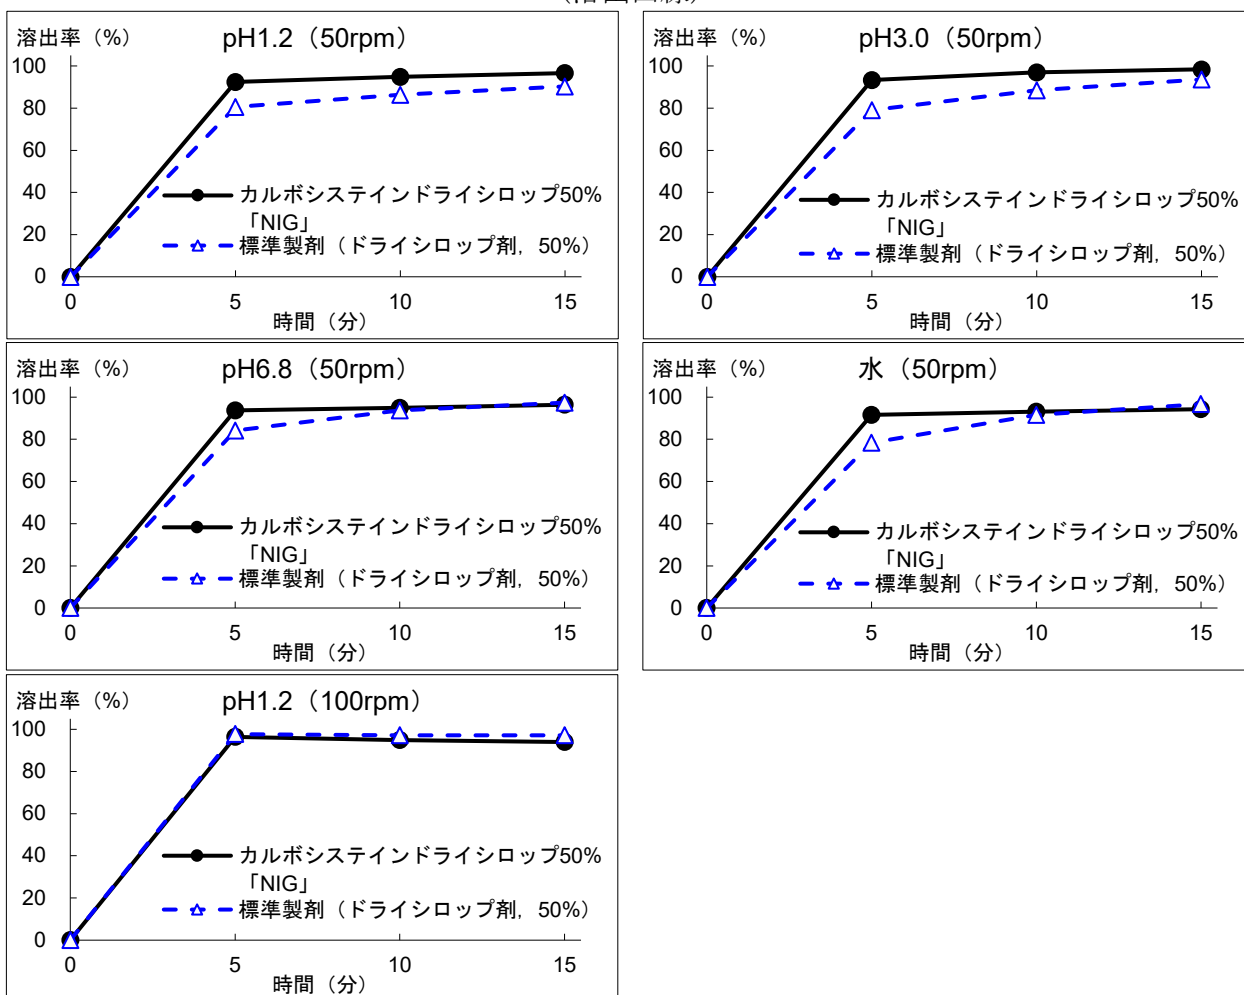 溶出率（%）
pH1.2（50rpm）
100
80
60
40
20
0
カルボシステインドライシロップ50%
「NIG」
標準製剤（ドライシロップ剤，50%）
0 5 10 15
時間（分）
溶出率（%）
pH3.0（50rpm）
100
80
60
40
20
0
カルボシステインドライシロップ50%
「NIG」
標準製剤（ドライシロップ剤，50%）
0 5 10 15
時間（分）
溶出率（%）
pH6.8（50rpm）
100
80
60
40
20
0
カルボシステインドライシロップ50%
「NIG」
標準製剤（ドライシロップ剤，50%）
0 5 10 15
時間（分）
溶出率（%）
水（50rpm）
100
80
60
40
20
0
カルボシステインドライシロップ50%
「NIG」
標準製剤（ドライシロップ剤，50%）
0 5 10 15
時間（分）
溶出率（%）
pH1.2（100rpm）
100
80
60
40
20
0
カルボシステインドライシロップ50%
「NIG」
標準製剤（ドライシロップ剤，50%）
0 5 10 15
時間（分）